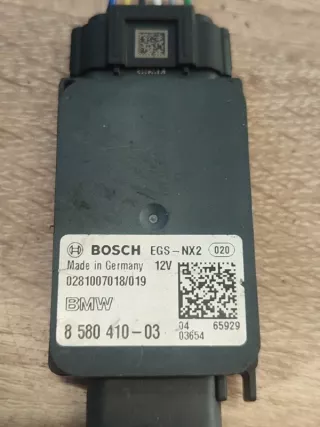 BOSCH EGS-NX2 020
Made in Germany 12V
0281007018/019
BMW
8 580 410-03
04 65929
03654